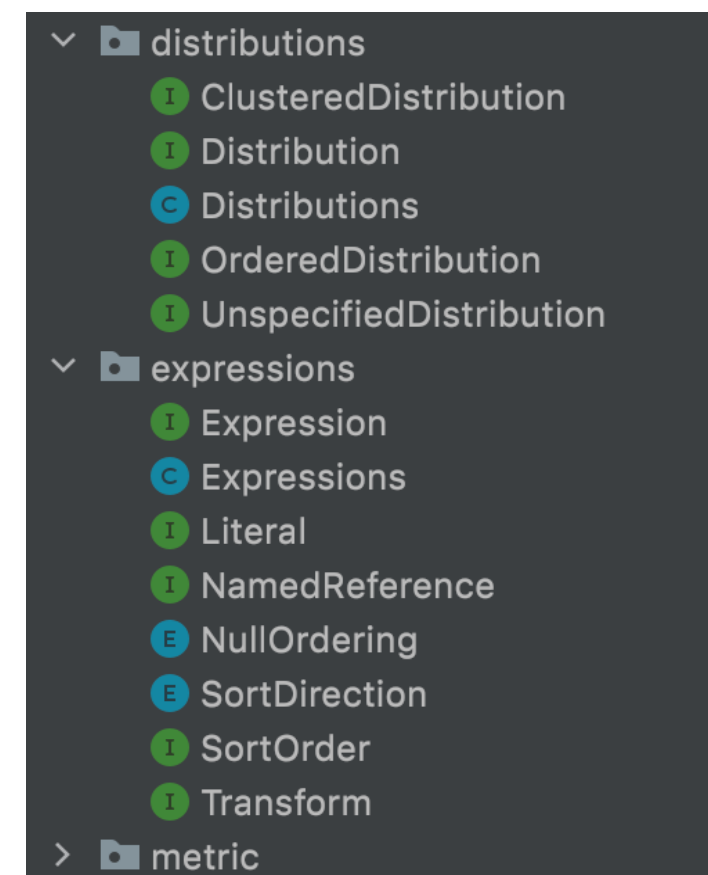 distributions
I ClusteredDistribution
I Distribution
C Distributions
I OrderedDistribution
I UnspecifiedDistribution
expressions
I Expression
C Expressions
I Literal
I NamedReference
E NullOrdering
E SortDirection
I SortOrder
I Transform
metric